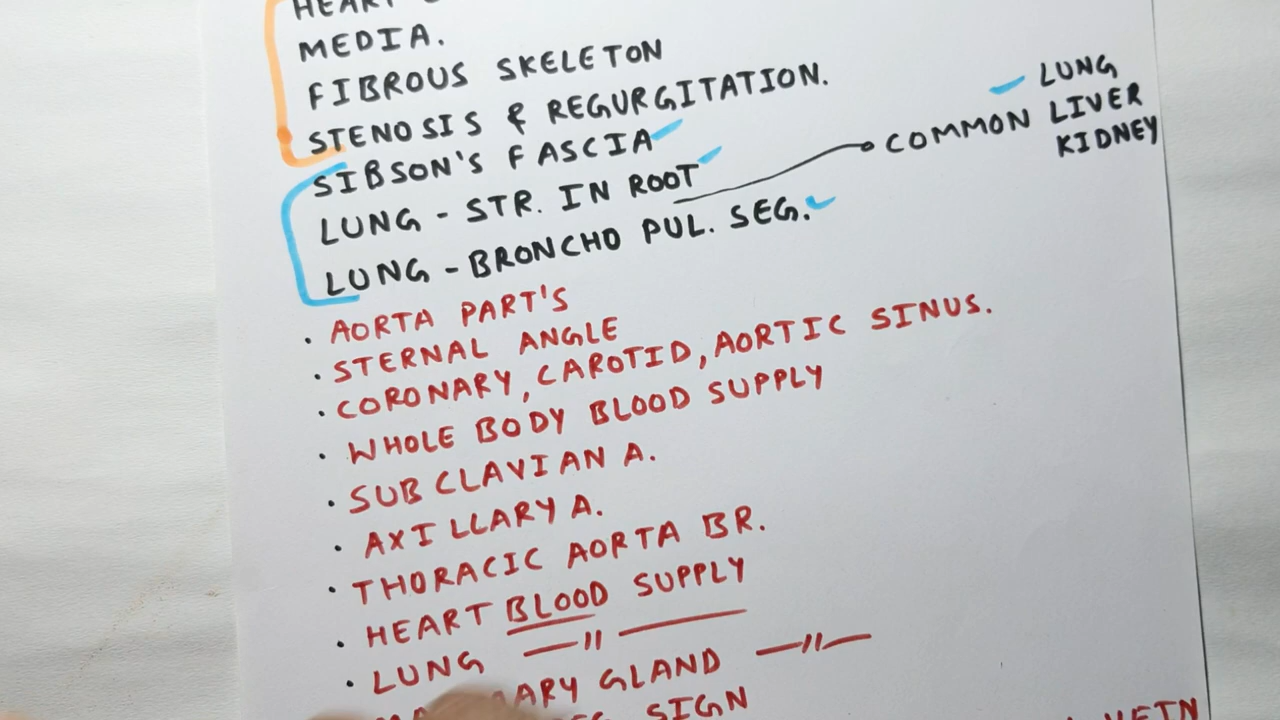 HEART
MEDIA.
FIBROUS SKELETON
STENOSIS & REGURGITATION.
SIBSON'S FASCIA
LUNG - STR. IN ROOT
LUNG - BRONCHO PUL. SEG.
COMMON
LUNG
LIVER
KIDNEY
· AORTA PART'S
· STERNAL ANGLE
· CORONARY, CAROTID, AORTIC SINUS.
· WHOLE BODY BLOOD SUPPLY
· SUBCLAVIAN A.
· AXILLARY A.
· THORACIC AORTA BR.
· HEART BLOOD SUPPLY
· LUNG —〃—
GLAND —〃—
SIGN
VEIN